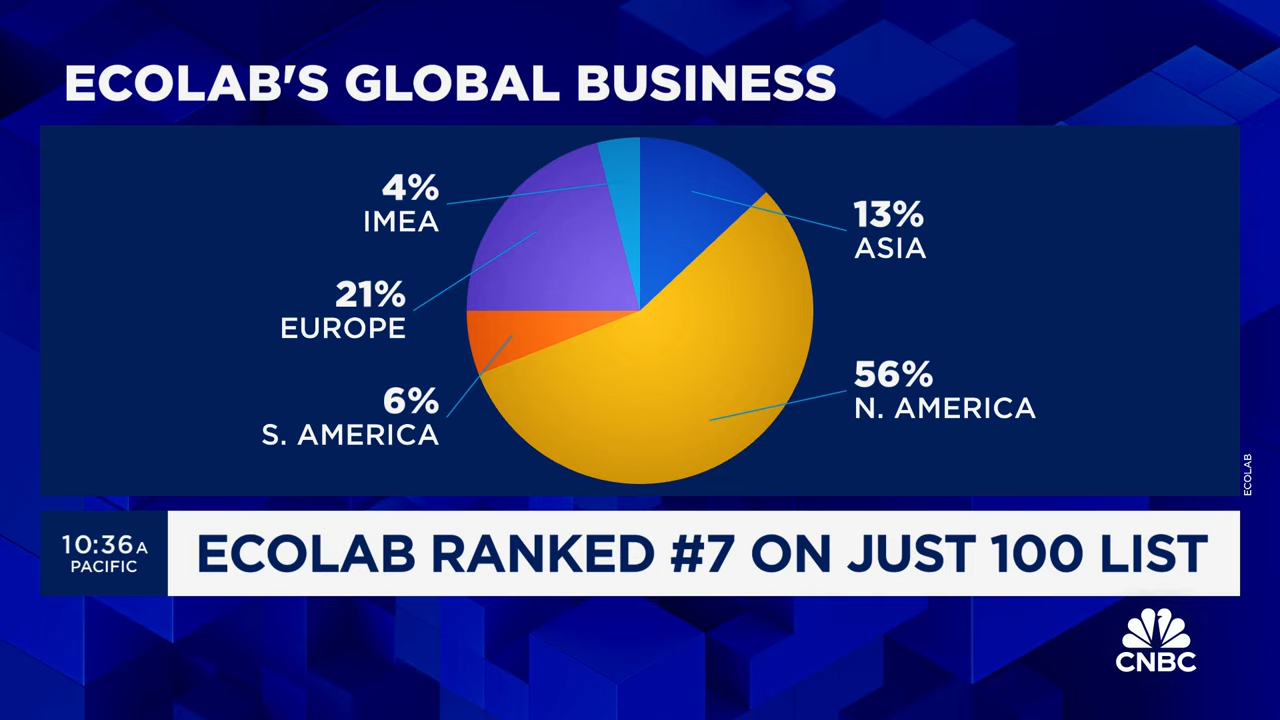 ECOLAB'S GLOBAL BUSINESS
4%
IMEA
13%
ASIA
21%
EUROPE
56%
N. AMERICA
6%
S. AMERICA
ECOLAB
10:36A
PACIFIC
ECOLAB RANKED #7 ON JUST 100 LIST
CNBC